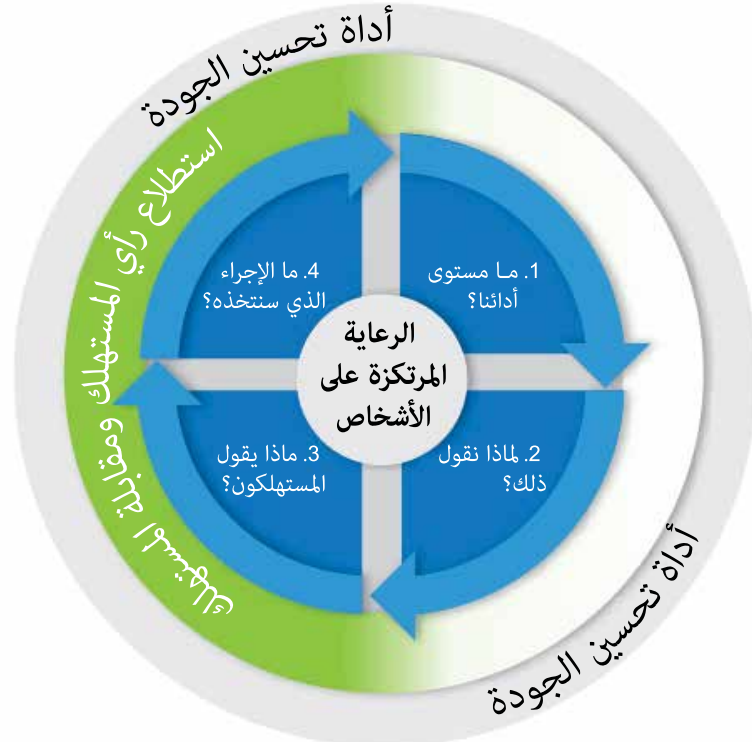 أداة تحسين الجودة
استطلاع رأي المستهلك ومقابلة المستهلك
1. ما مستوى
أدائنا؟
2. لماذا نقول
ذلك؟
3. ماذا يقول
المستهلكون؟
4. ما الإجراء
الذي سنتخذه؟
الرعاية
المرتكزة على
الأشخاص
أداة تحسين الجودة